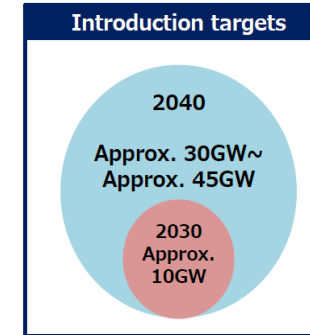 Introduction targets
2040
Approx. 30GW~
Approx. 45GW
2030
Approx.
10GW